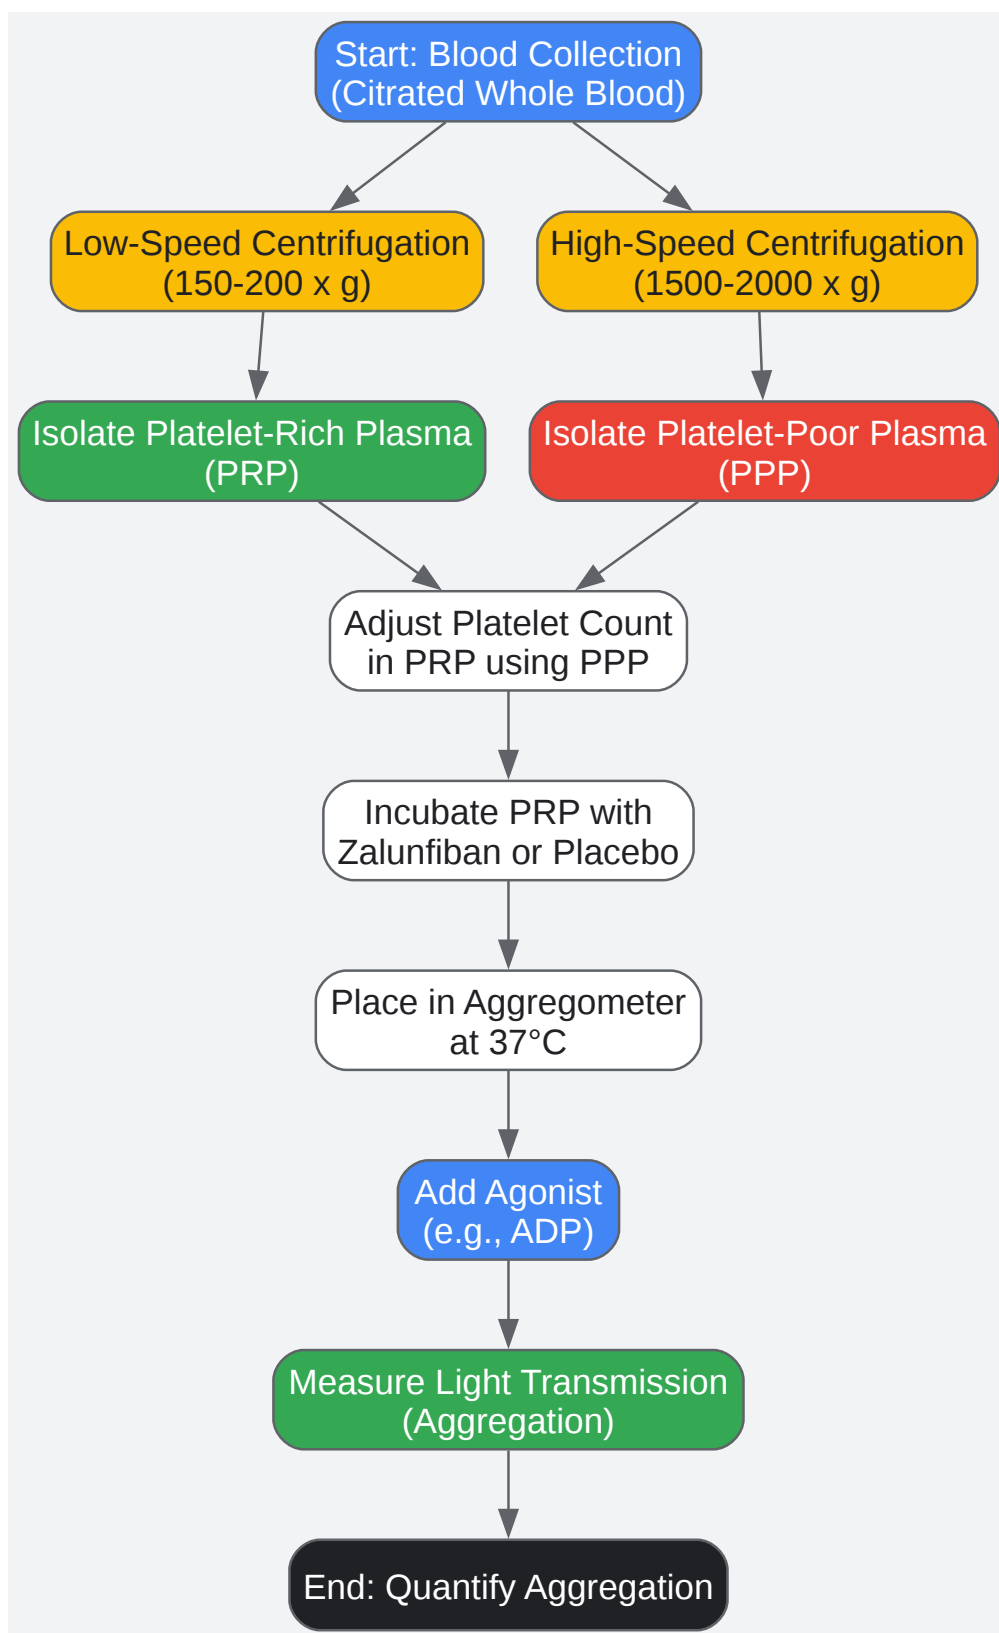 Start: Blood Collection
(Citrated Whole Blood)
Low-Speed Centrifugation
(150-200 x g)
High-Speed Centrifugation
(1500-2000 x g)
Isolate Platelet-Rich Plasma
(PRP)
Isolate Platelet-Poor Plasma
(PPP)
Adjust Platelet Count
in PRP using PPP
Incubate PRP with
Zalunfiban or Placebo
Place in Aggregometer
at 37°C
Add Agonist
(e.g., ADP)
Measure Light Transmission
(Aggregation)
End: Quantify Aggregation